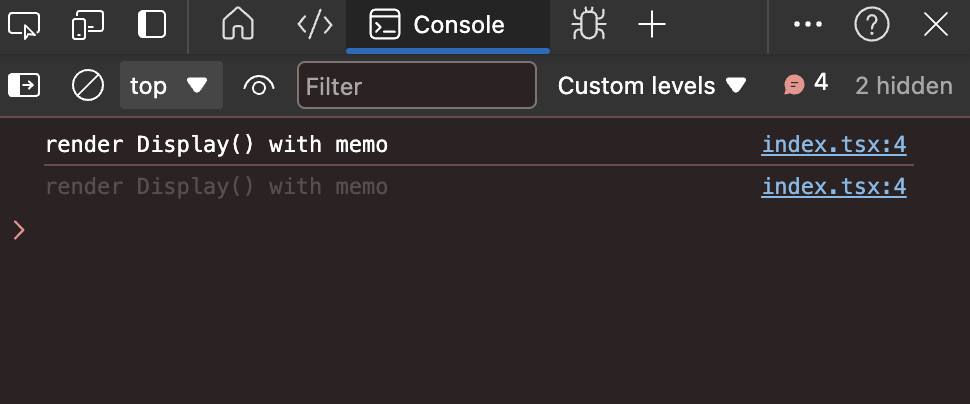 Console
top Filter Custom levels 4 2 hidden
render Display() with memo index.tsx:4
render Display() with memo index.tsx:4